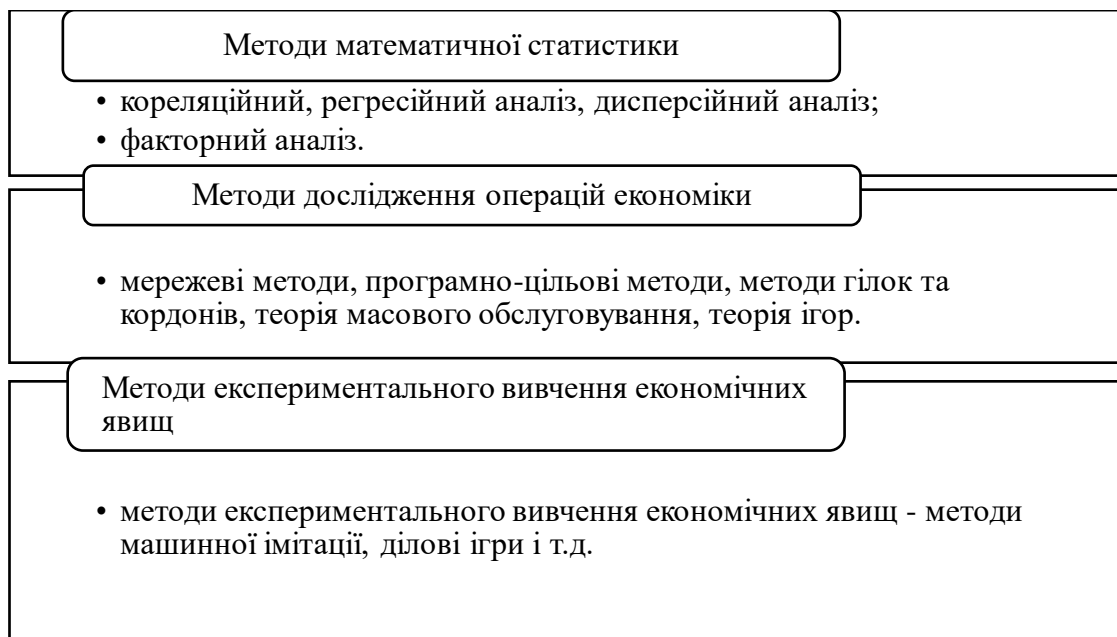 Методи математичної статистики
• кореляційний, регресійний аналіз, дисперсійний аналіз;
• факторний аналіз.
Методи дослідження операцій економіки
• мережеві методи, програмно-цільові методи, методи гілок та
кордонів, теорія масового обслуговування, теорія ігор.
Методи експериментального вивчення економічних
явищ
• методи експериментального вивчення економічних явищ - методи
машинної імітації, ділові ігри і т.д.